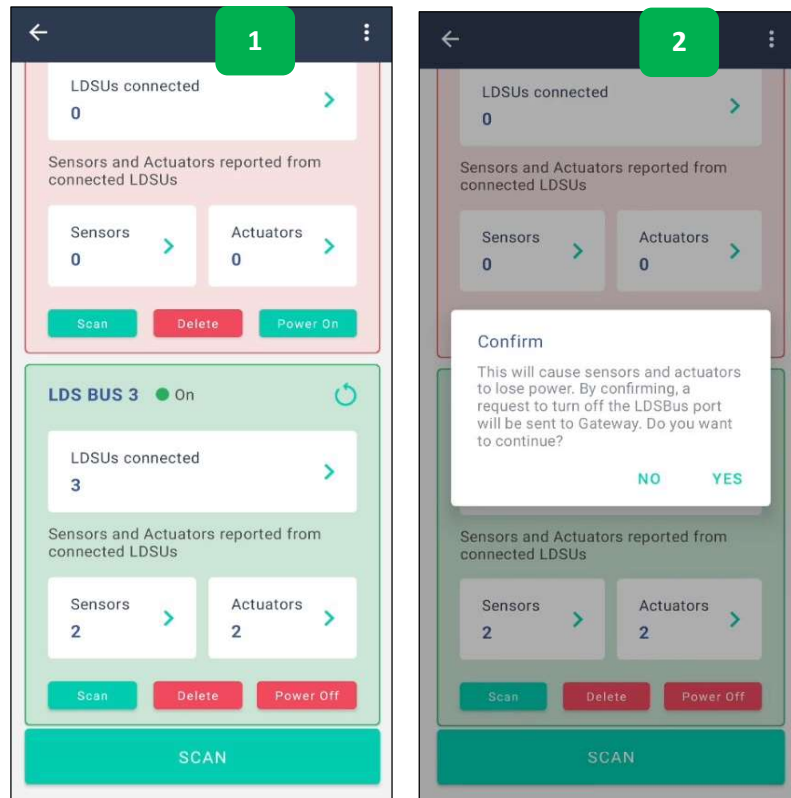 1
LDSUs connected
0
Sensors and Actuators reported from
connected LDSUs
Sensors
0
Actuators
0
Scan
Delete
Power On
LDS BUS 3
On
LDSUs connected
3
Sensors and Actuators reported from
connected LDSUs
Sensors
2
Actuators
2
Scan
Delete
Power Off
SCAN
2
LDSUs connected
0
Sensors and Actuators reported from
connected LDSUs
Sensors
0
Actuators
0
Confirm
This will cause sensors and actuators
to lose power. By confirming, a
request to turn off the LDSBus port
will be sent to Gateway. Do you want
to continue?
NO
YES
Sensors and Actuators reported from
connected LDSUs
Sensors
2
Actuators
2
Scan
Delete
Power Off
SCAN